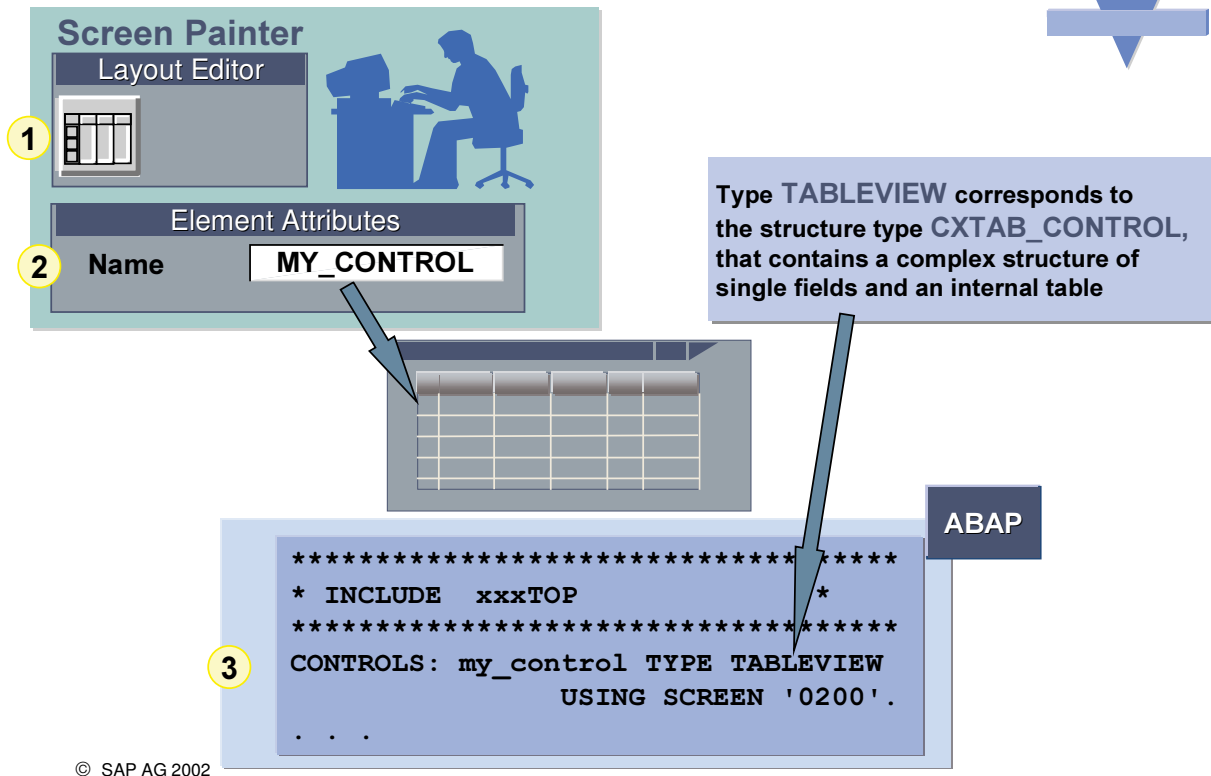 Screen Painter
Layout Editor
1
Element Attributes
2
Name
MY_CONTROL
Type TABLEVIEW corresponds to
the structure type CXTAB_CONTROL,
that contains a complex structure of
single fields and an internal table
ABAP
************************************
* INCLUDE xxxTOP *
************************************
3
CONTROLS: my_control TYPE TABLEVIEW
USING SCREEN '0200'.
. . .
© SAP AG 2002